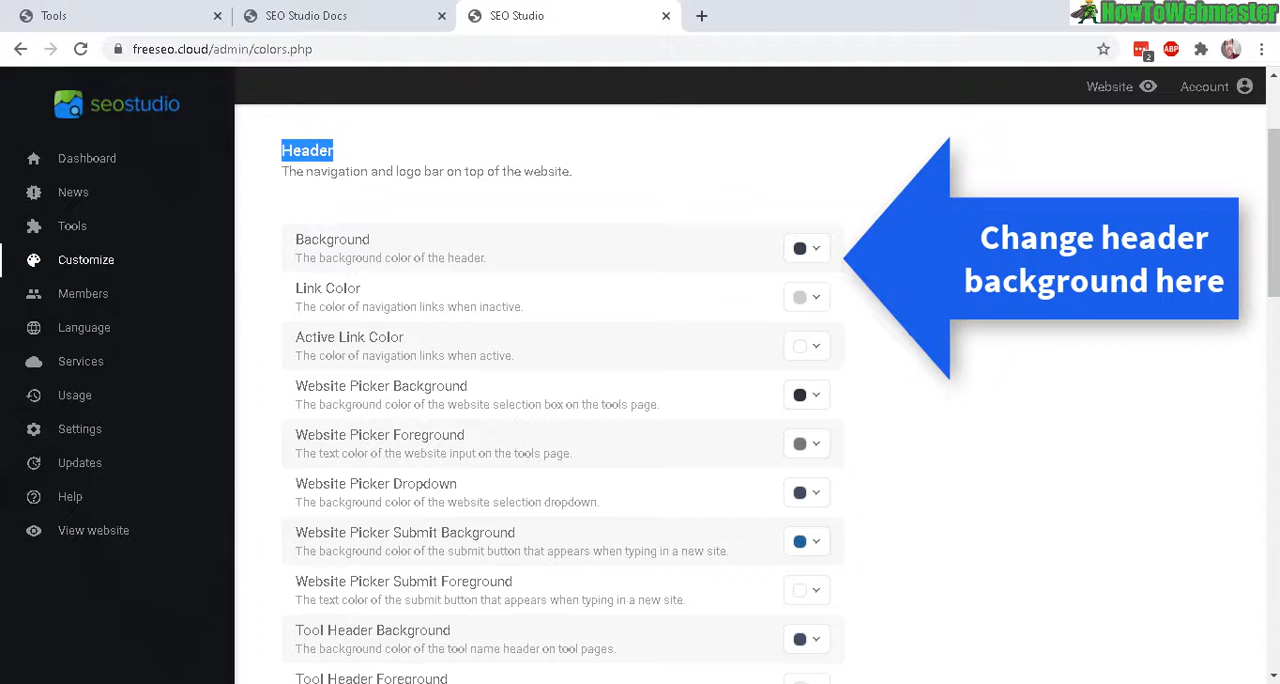 Tools
SEO Studio Docs
SEO Studio
HowToWebmaster
freeseo.cloud/admin/colors.php
ABP
2
seostudio
Website
Account
Dashboard
News
Tools
Customize
Members
Language
Services
Usage
Settings
Updates
Help
View website
Header
The navigation and logo bar on top of the website.
Background
The background color of the header.
Link Color
The color of navigation links when inactive.
Active Link Color
The color of navigation links when active.
Website Picker Background
The background color of the website selection box on the tools page.
Website Picker Foreground
The text color of the website input on the tools page.
Website Picker Dropdown
The background color of the website selection dropdown.
Website Picker Submit Background
The background color of the submit button that appears when typing in a new site.
Website Picker Submit Foreground
The text color of the submit button that appears when typing in a new site.
Tool Header Background
The background color of the tool name header on tool pages.
Tool Header Foreground
Change header
background here